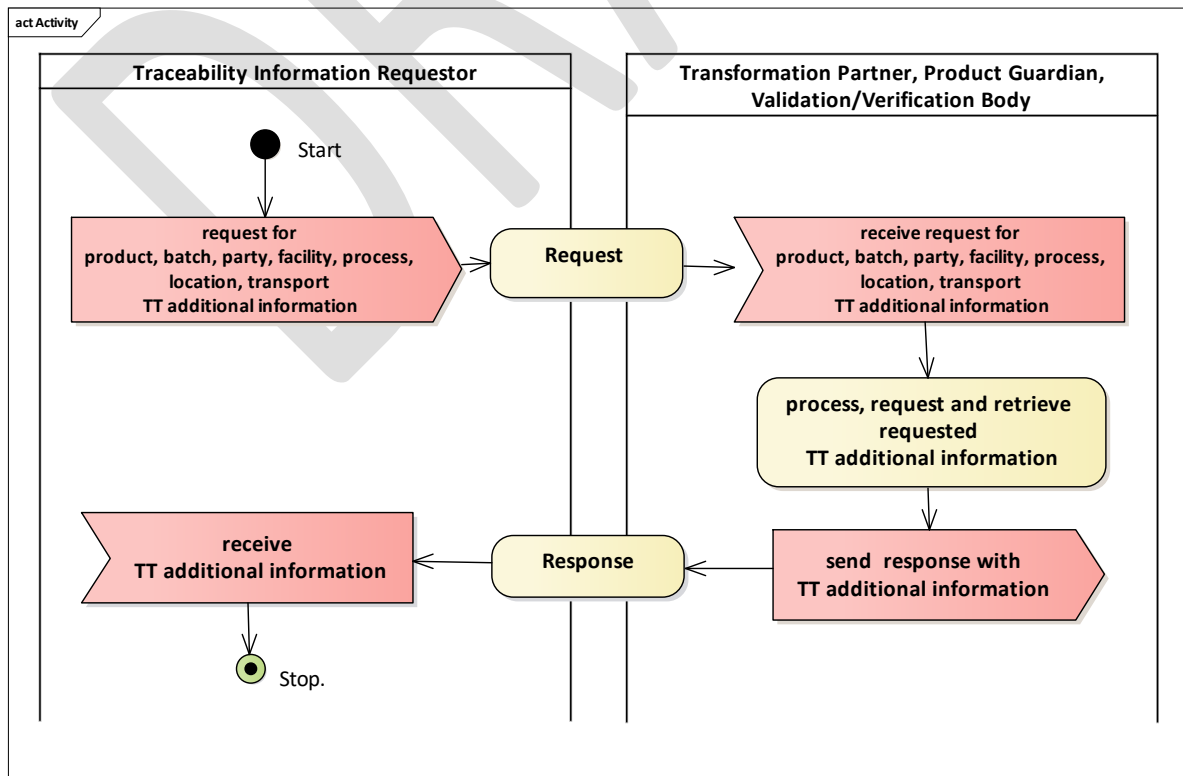 act Activity
Traceability Information Requestor
Transformation Partner, Product Guardian,
Validation/Verification Body
Start
request for
product, batch, party, facility, process,
location, transport
TT additional information
Request
receive request for
product, batch, party, facility, process,
location, transport
TT additional information
process, request and retrieve
requested
TT additional information
receive
TT additional information
Response
send response with
TT additional information
Stop.